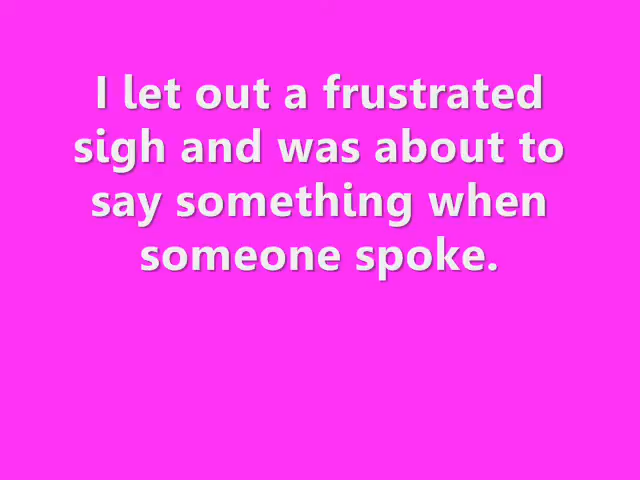 I let out a frustrated
sigh and was about to
say something when
someone spoke.